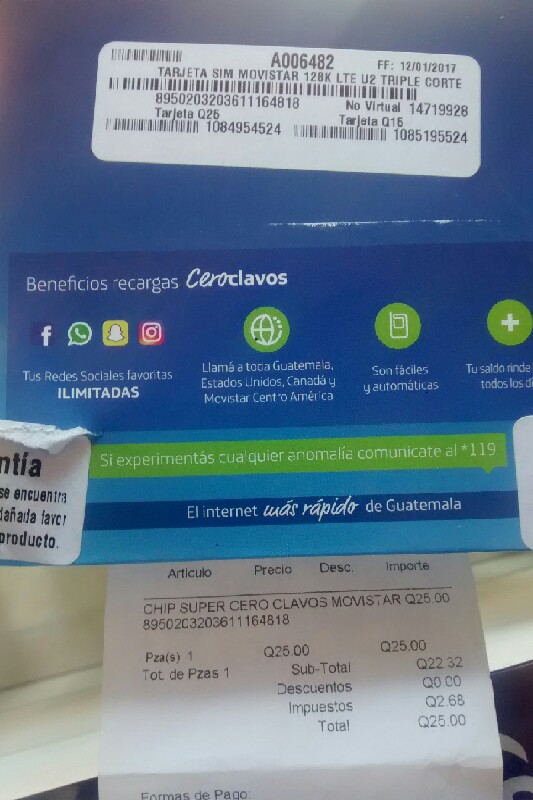 A006482 FF: 12/01/2017
TARJETA SIM MOVISTAR 128K LTE U2 TRIPLE CORTE
8950203203611164818 No Virtual 14719928
Tarjeta Q25 Tarjeta Q15
1084954524 1085195524
Beneficios recargas Ceroclavos
Tus Redes Sociales favoritas
ILIMITADAS
Llamá a toda Guatemala,
Estados Unidos, Canadá y
Movistar Centro América
Son fáciles
y automáticas
Tu saldo rinde
todos los
Si experimentás cualquier anomalía comunicate al *119
El internet más rápido de Guatemala
se encuentra
dañada favor
producto.
Articulo Precio Desc. Importe
CHIP SUPER CERO CLAVOS MOVISTAR Q25.00
8950203203611164818
Pza(s) 1 Q25.00 Q25.00
Tot. de Pzas 1 Sub-Total Q22.32
Descuentos Q0.00
Impuestos Q2.68
Total Q25.00
Formas de Pago: